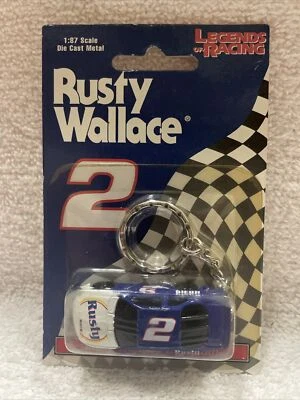 1:87 Scale
Die Cast Metal
LEGENDS
OF RACING
Rusty
Wallace®
2
Rusty
2